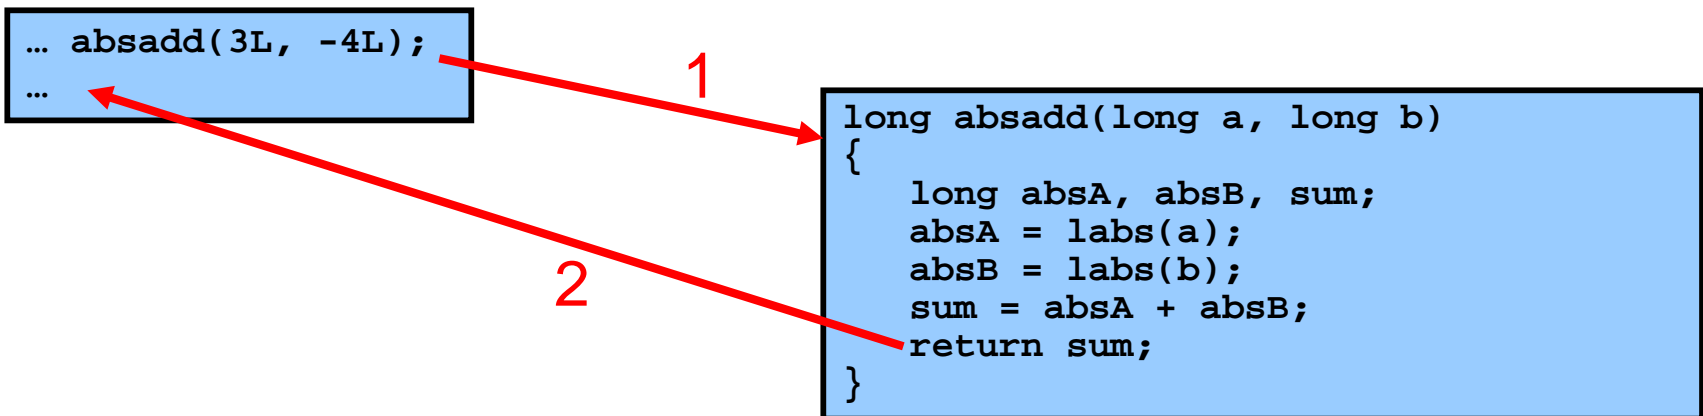 … absadd(3L, -4L);
…
1
long absadd(long a, long b)
{
   long absA, absB, sum;
   absA = labs(a);
   absB = labs(b);
   sum = absA + absB;
   return sum;
}
2